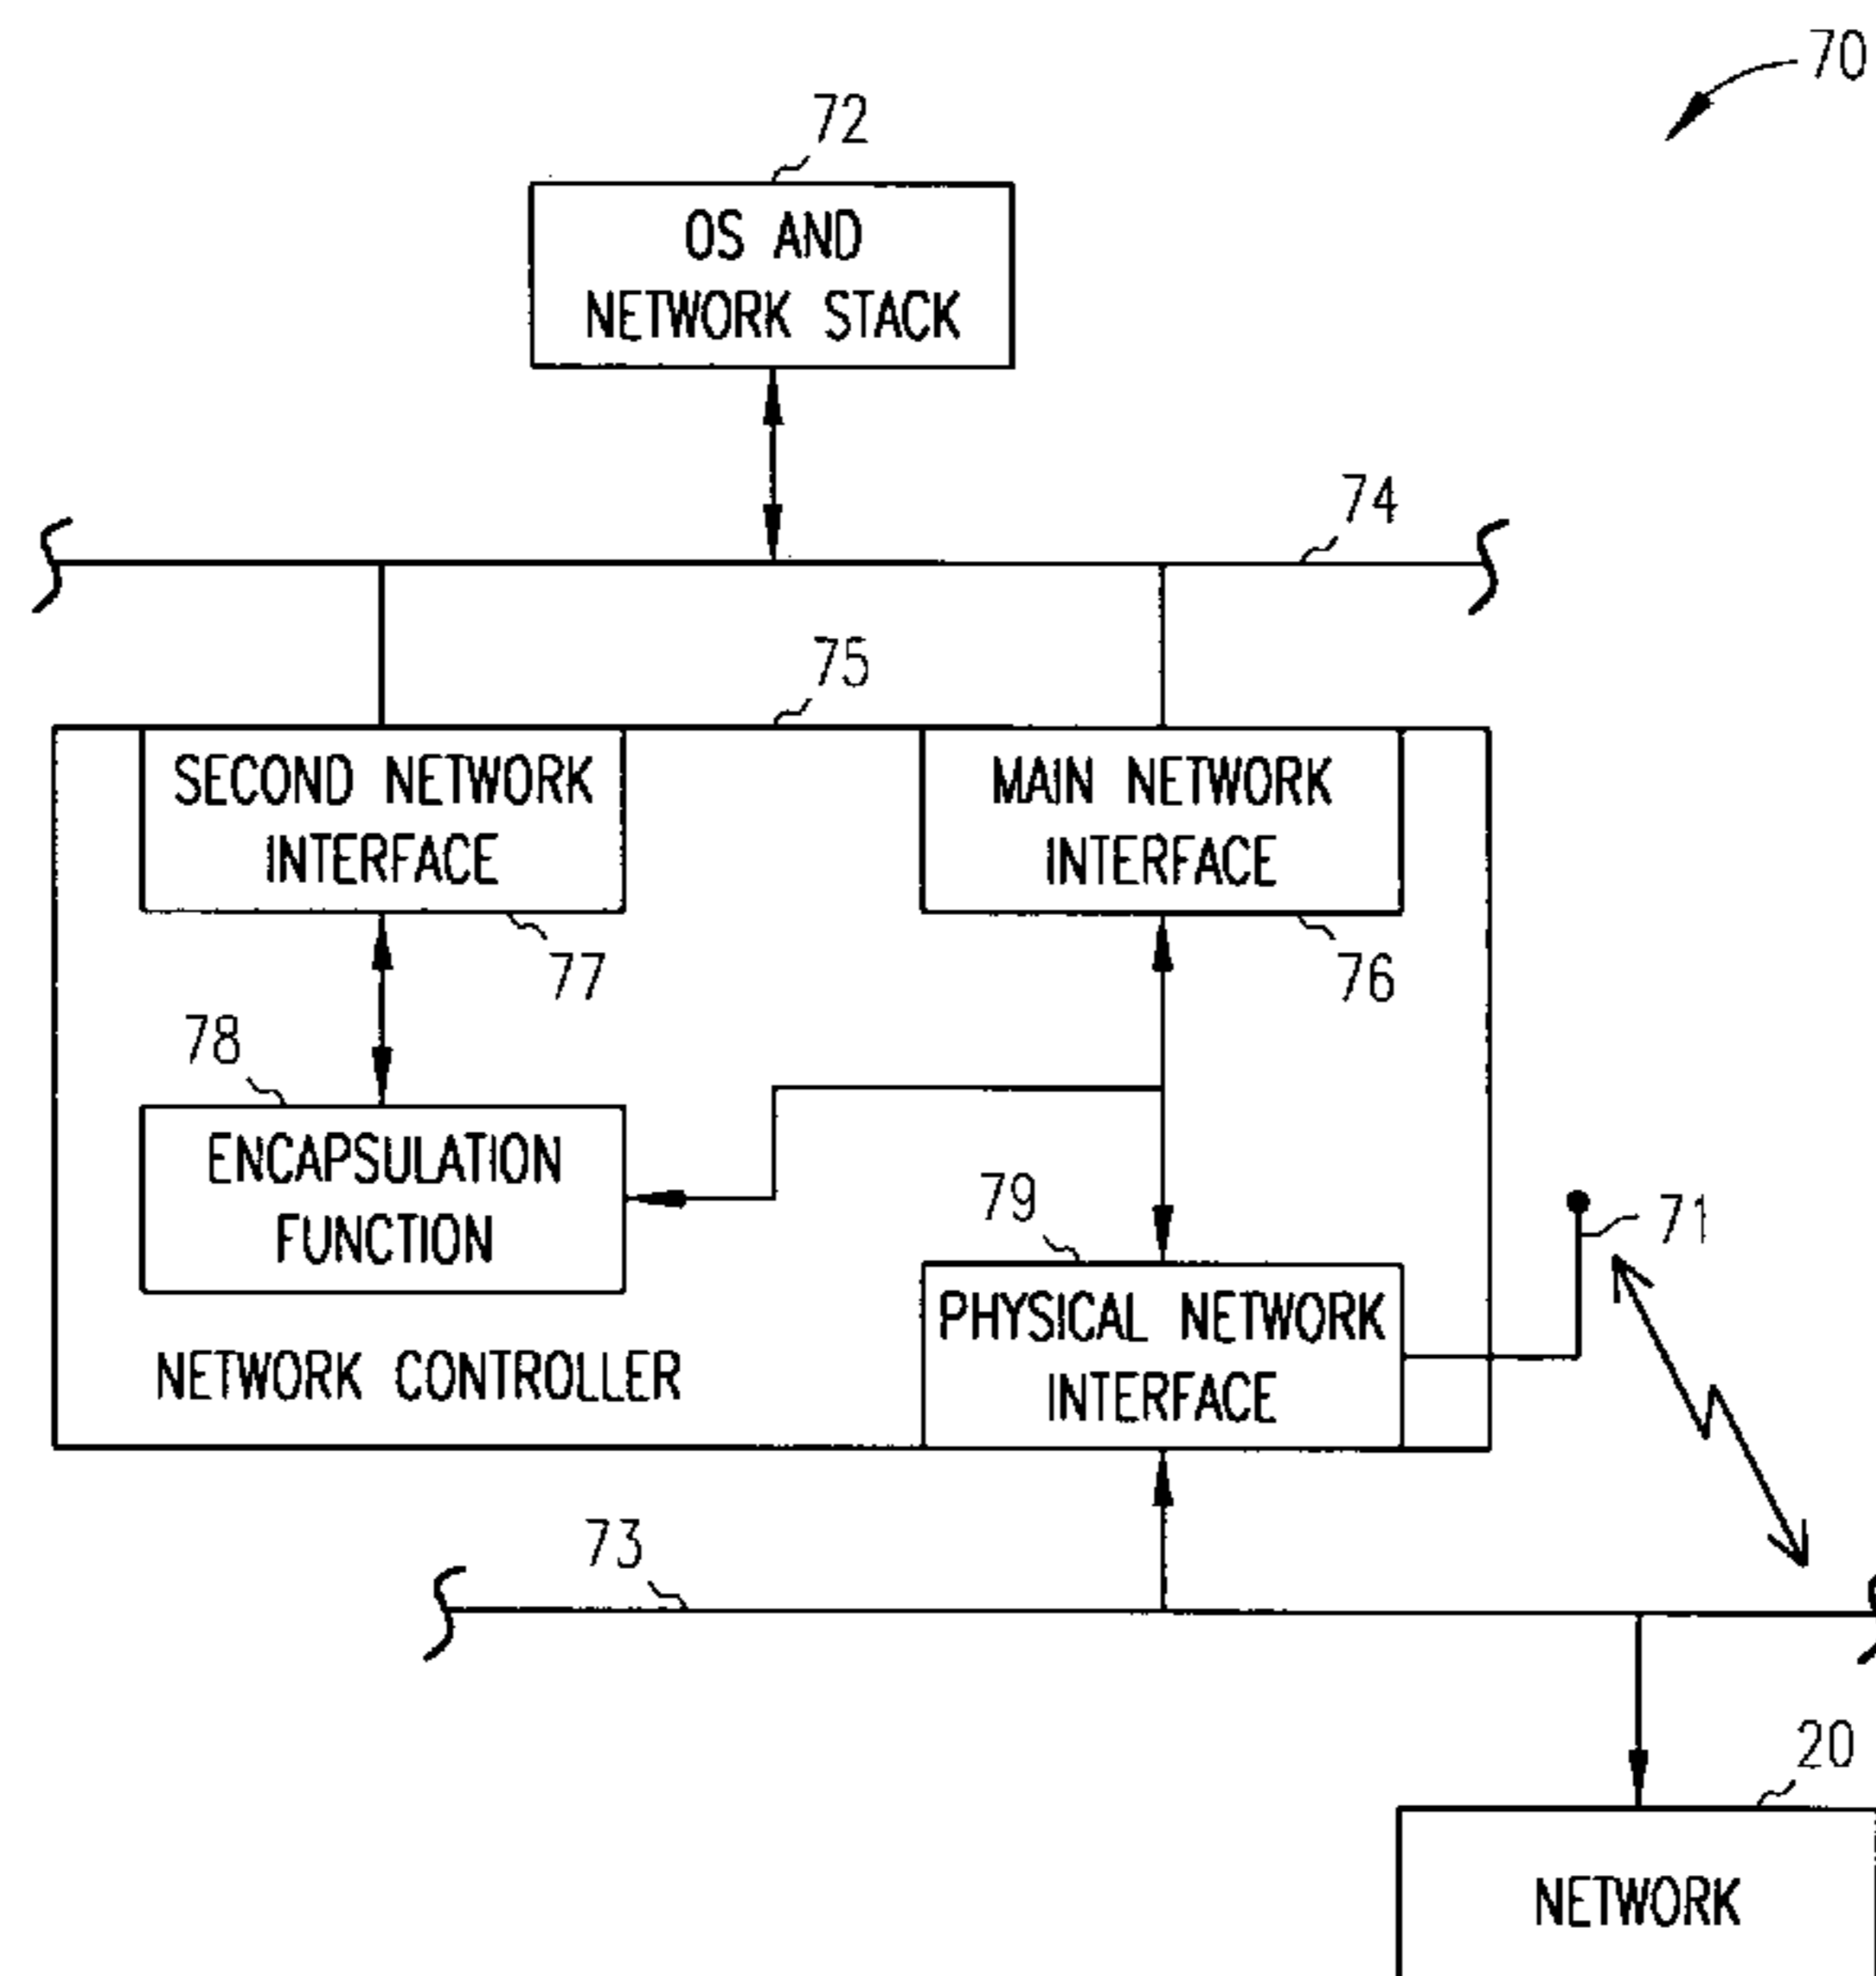 70
72
OS AND
NETWORK STACK
74
75
SECOND NETWORK
INTERFACE
MAIN NETWORK
INTERFACE
77
76
78
ENCAPSULATION
FUNCTION
79
71
PHYSICAL NETWORK
INTERFACE
NETWORK CONTROLLER
73
20
NETWORK